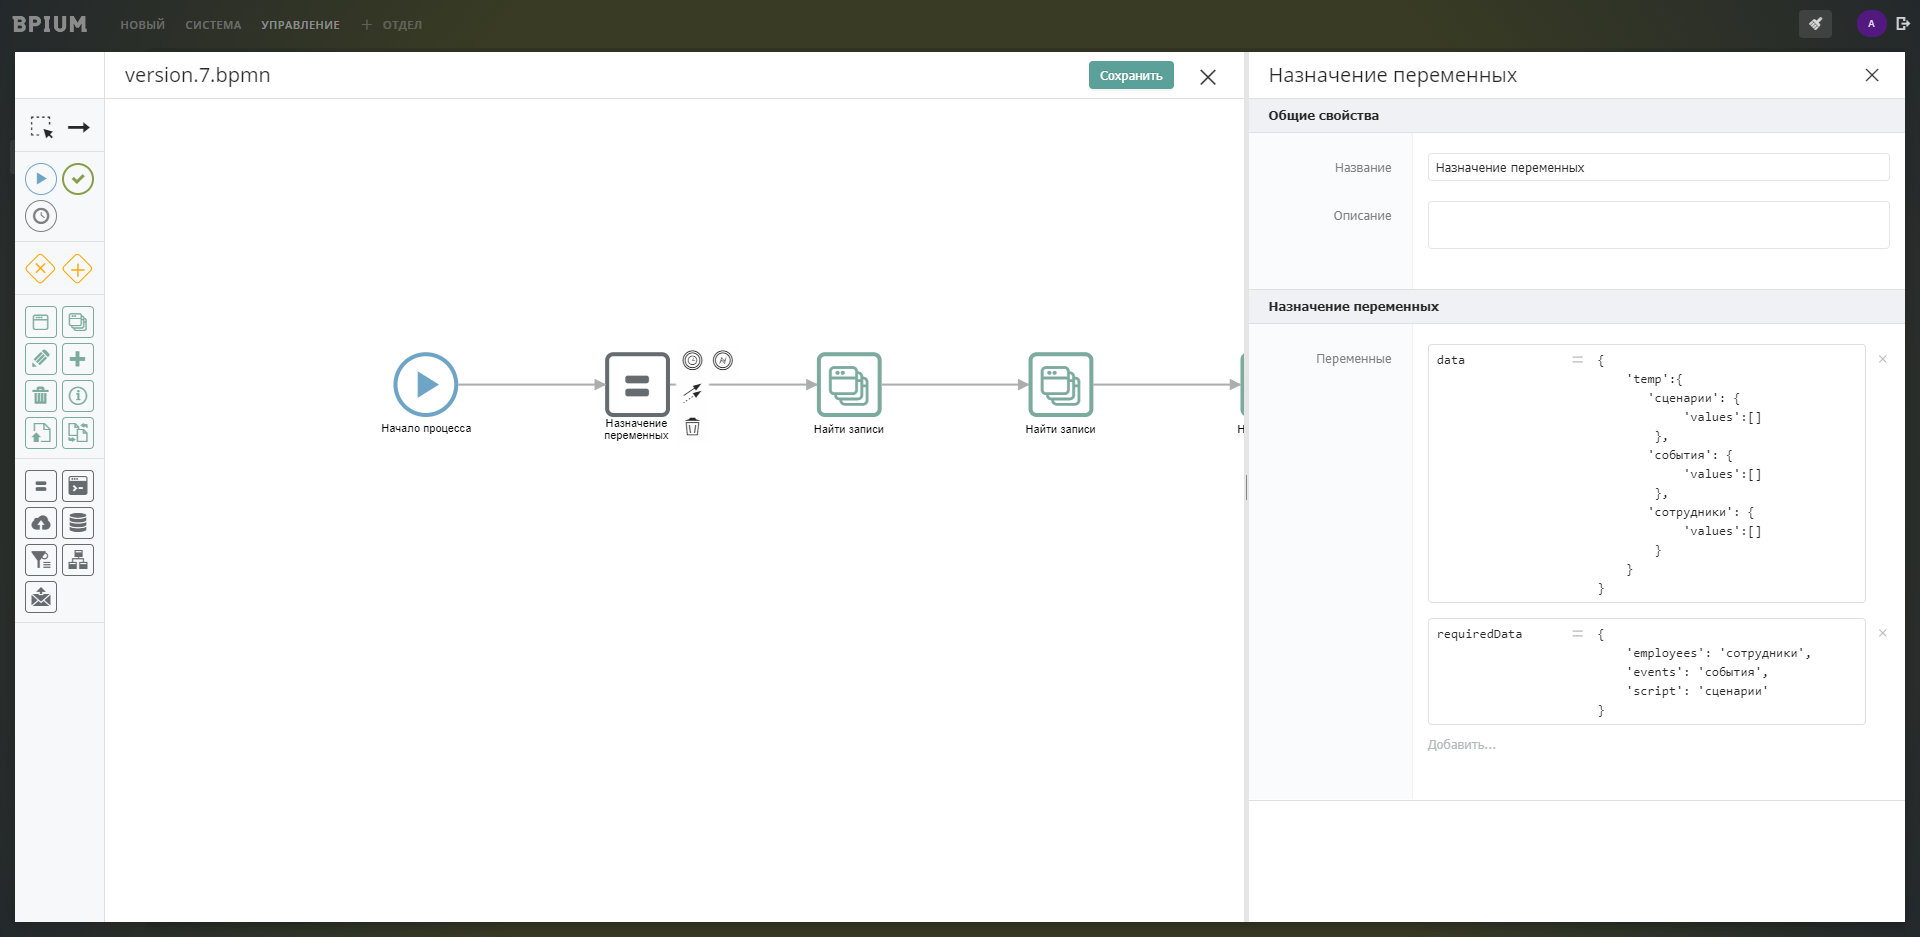 BPIUM
НОВЫЙ
СИСТЕМА
УПРАВЛЕНИЕ
+ ОТДЕЛ
A
version.7.bpmn
Сохранить
Начало процесса
Назначение
переменных
Найти записи
Найти записи
Н
Назначение переменных
Общие свойства
Название
Назначение переменных
Описание
Назначение переменных
Переменные
data = {
'temp':{
'сценарии': {
'values':[]
},
'события': {
'values':[]
},
'сотрудники': {
'values':[]
}
}
}
requiredData = {
'employees': 'сотрудники',
'events': 'события',
'script': 'сценарии'
}
Добавить...